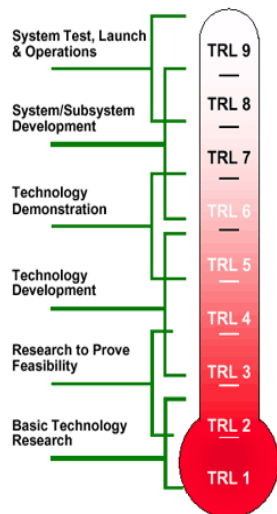 System Test, Launch
& Operations
System/Subsystem
Development
Technology
Demonstration
Technology
Development
Research to Prove
Feasibility
Basic Technology
Research
TRL 9
TRL 8
TRL 7
TRL 6
TRL 5
TRL 4
TRL 3
TRL 2
TRL 1